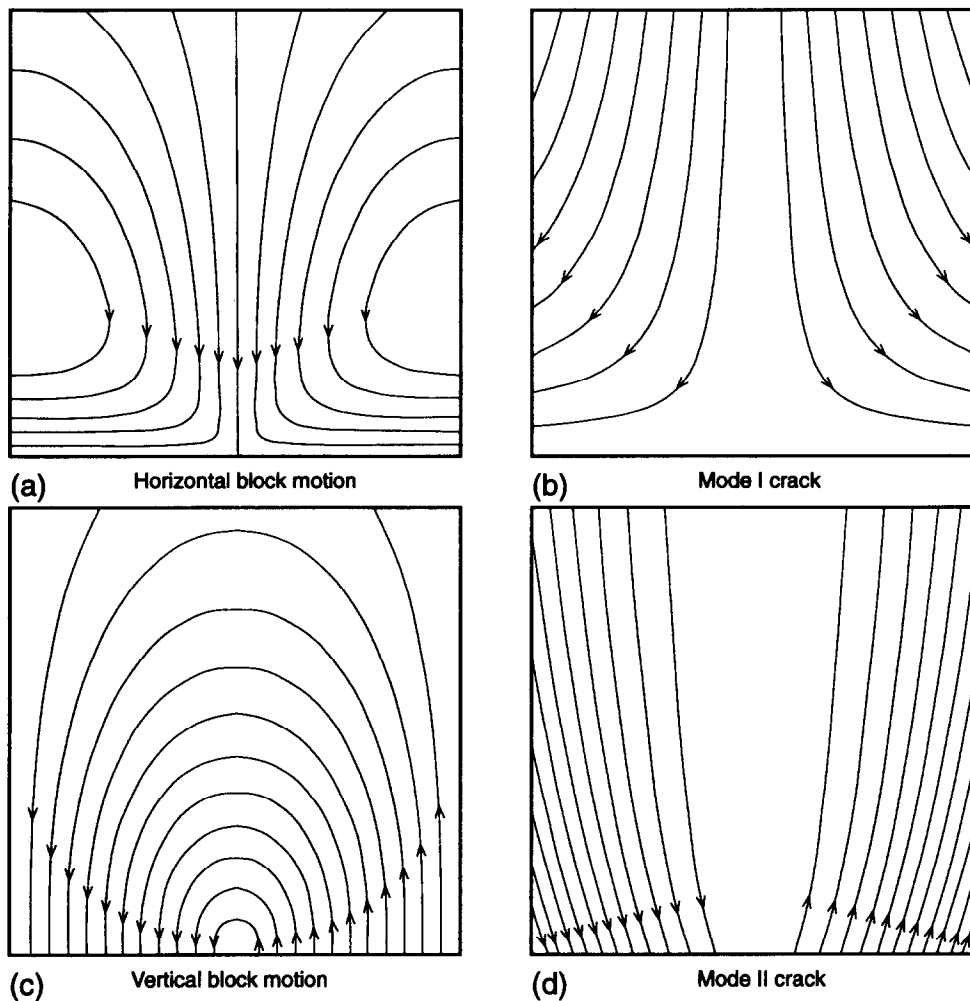 (a) Horizontal block motion
(b) Mode I crack
(c) Vertical block motion
(d) Mode II crack